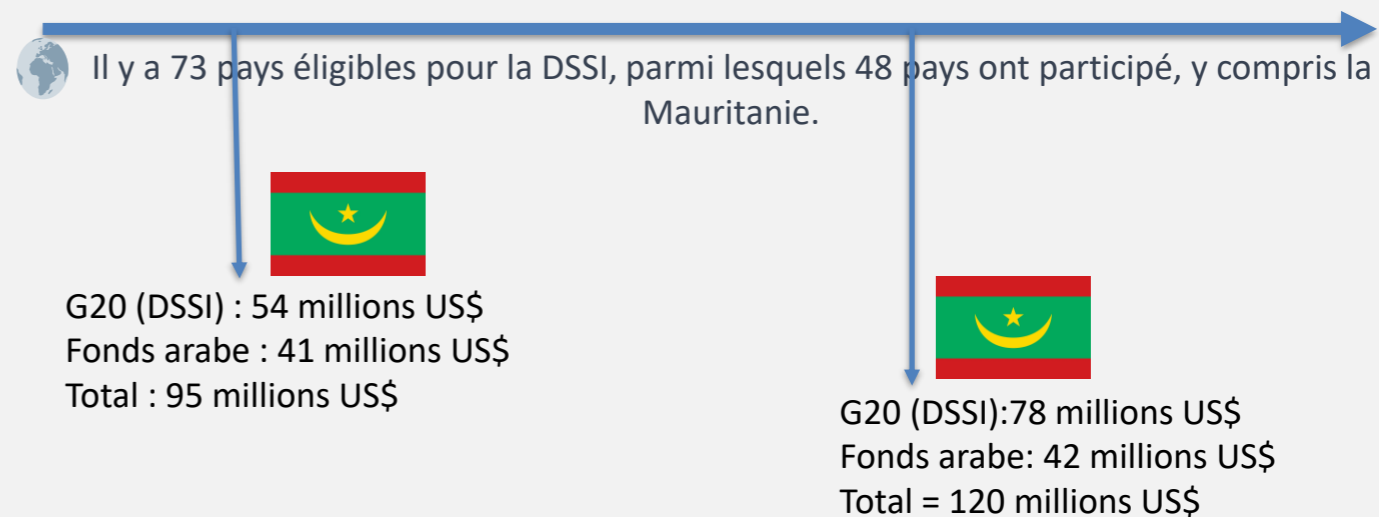 Il y a 73 pays éligibles pour la DSSI, parmi lesquels 48 pays ont participé, y compris la
Mauritanie.
G20 (DSSI) : 54 millions US$
Fonds arabe : 41 millions US$
Total : 95 millions US$
G20 (DSSI):78 millions US$
Fonds arabe: 42 millions US$
Total = 120 millions US$